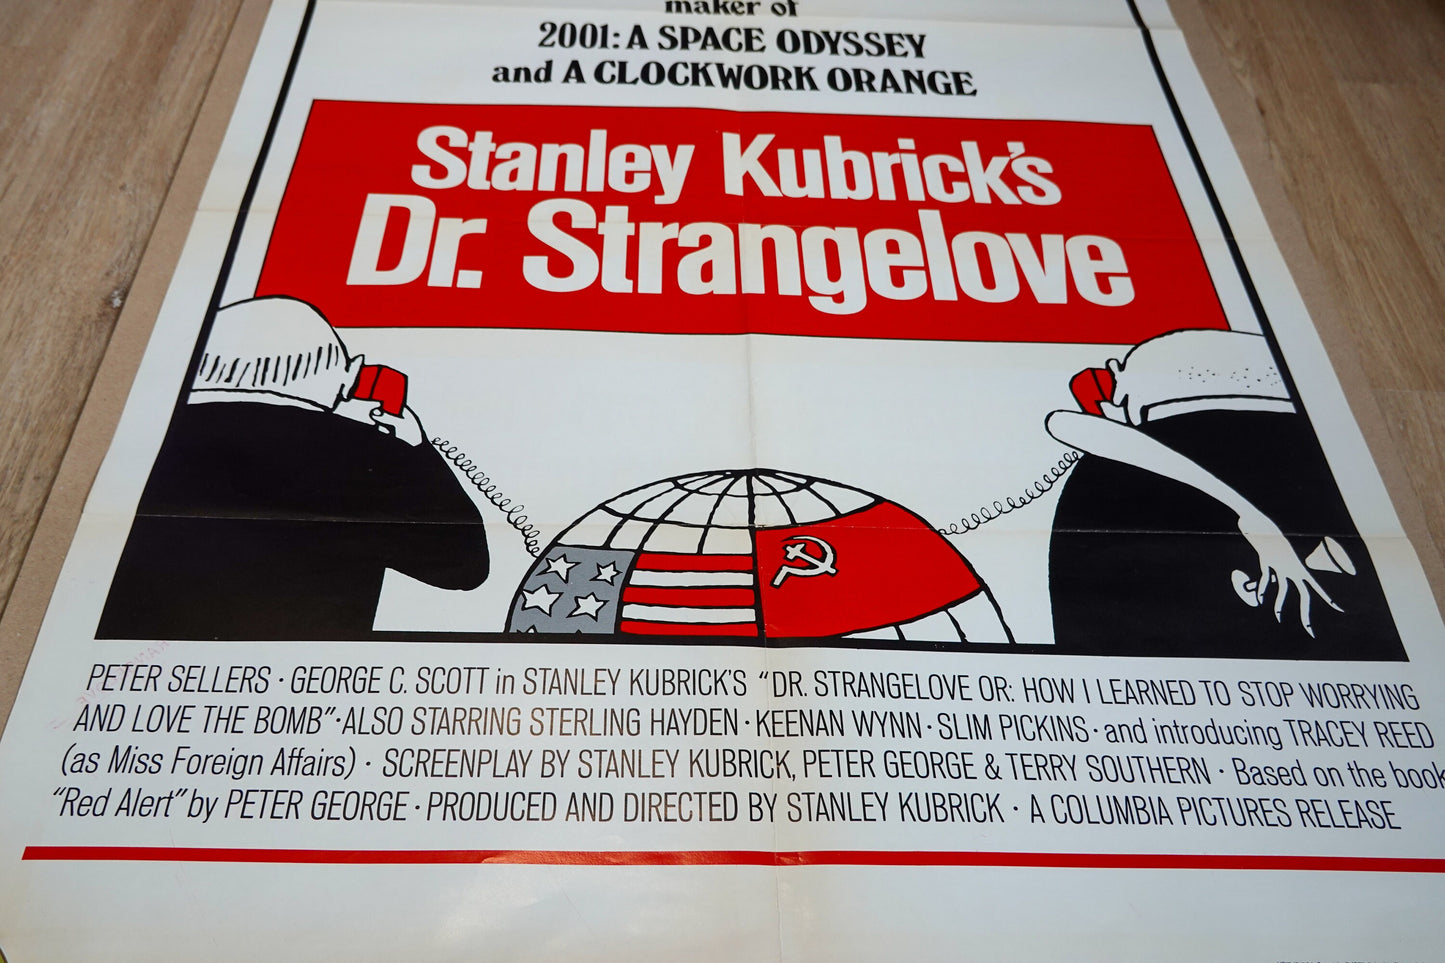 maker of
2001: A SPACE ODYSSEY
and A CLOCKWORK ORANGE
Stanley Kubrick's
Dr. Strangelove
PETER SELLERS · GEORGE C. SCOTT in STANLEY KUBRICK'S "DR. STRANGELOVE OR: HOW I LEARNED TO STOP WORRYING
AND LOVE THE BOMB" · ALSO STARRING STERLING HAYDEN · KEENAN WYNN · SLIM PICKINS · and introducing TRACEY REED
(as Miss Foreign Affairs) · SCREENPLAY BY STANLEY KUBRICK, PETER GEORGE & TERRY SOUTHERN · Based on the book
"Red Alert" by PETER GEORGE · PRODUCED AND DIRECTED BY STANLEY KUBRICK · A COLUMBIA PICTURES RELEASE